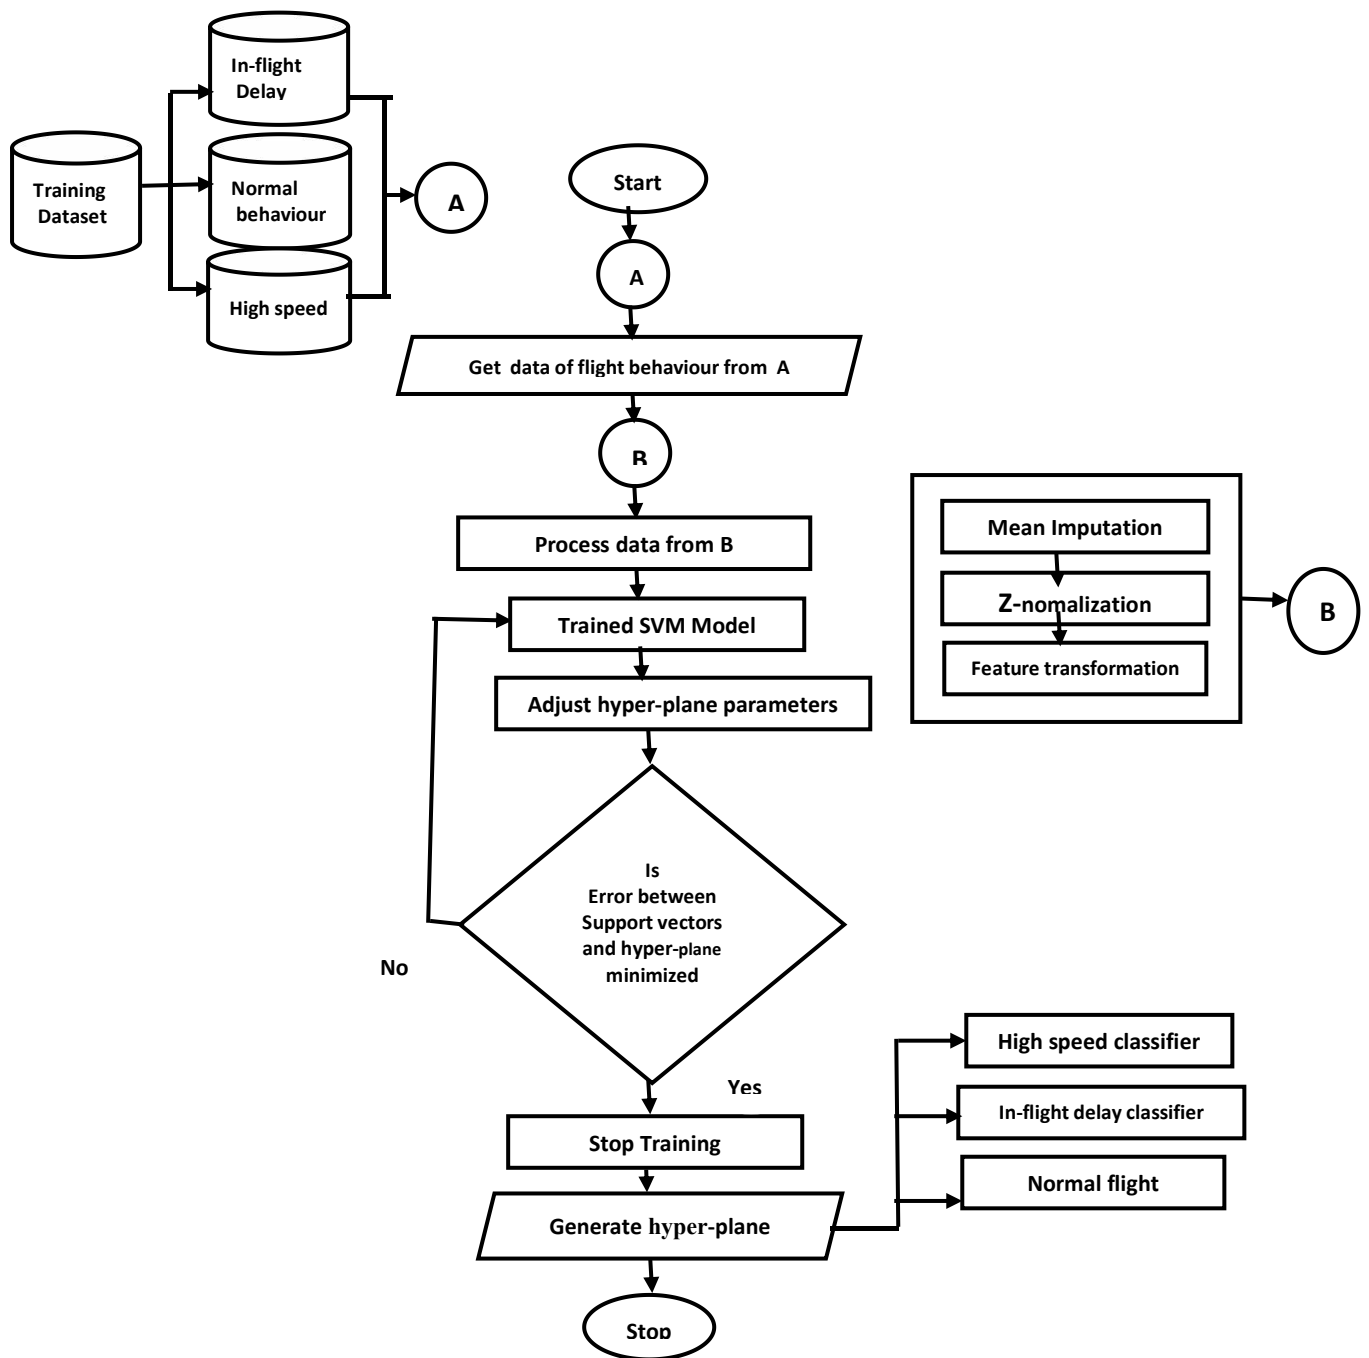 In-flight
Delay
Training
Dataset
Normal
behaviour
High speed
A
Start
A
Get data of flight behaviour from A
B
Process data from B
Trained SVM Model
Adjust hyper-plane parameters
Is
Error between
Support vectors
and hyper-plane
minimized
No
Yes
Stop Training
Generate hyper-plane
Stop
Mean Imputation
Z-nomalization
Feature transformation
B
High speed classifier
In-flight delay classifier
Normal flight